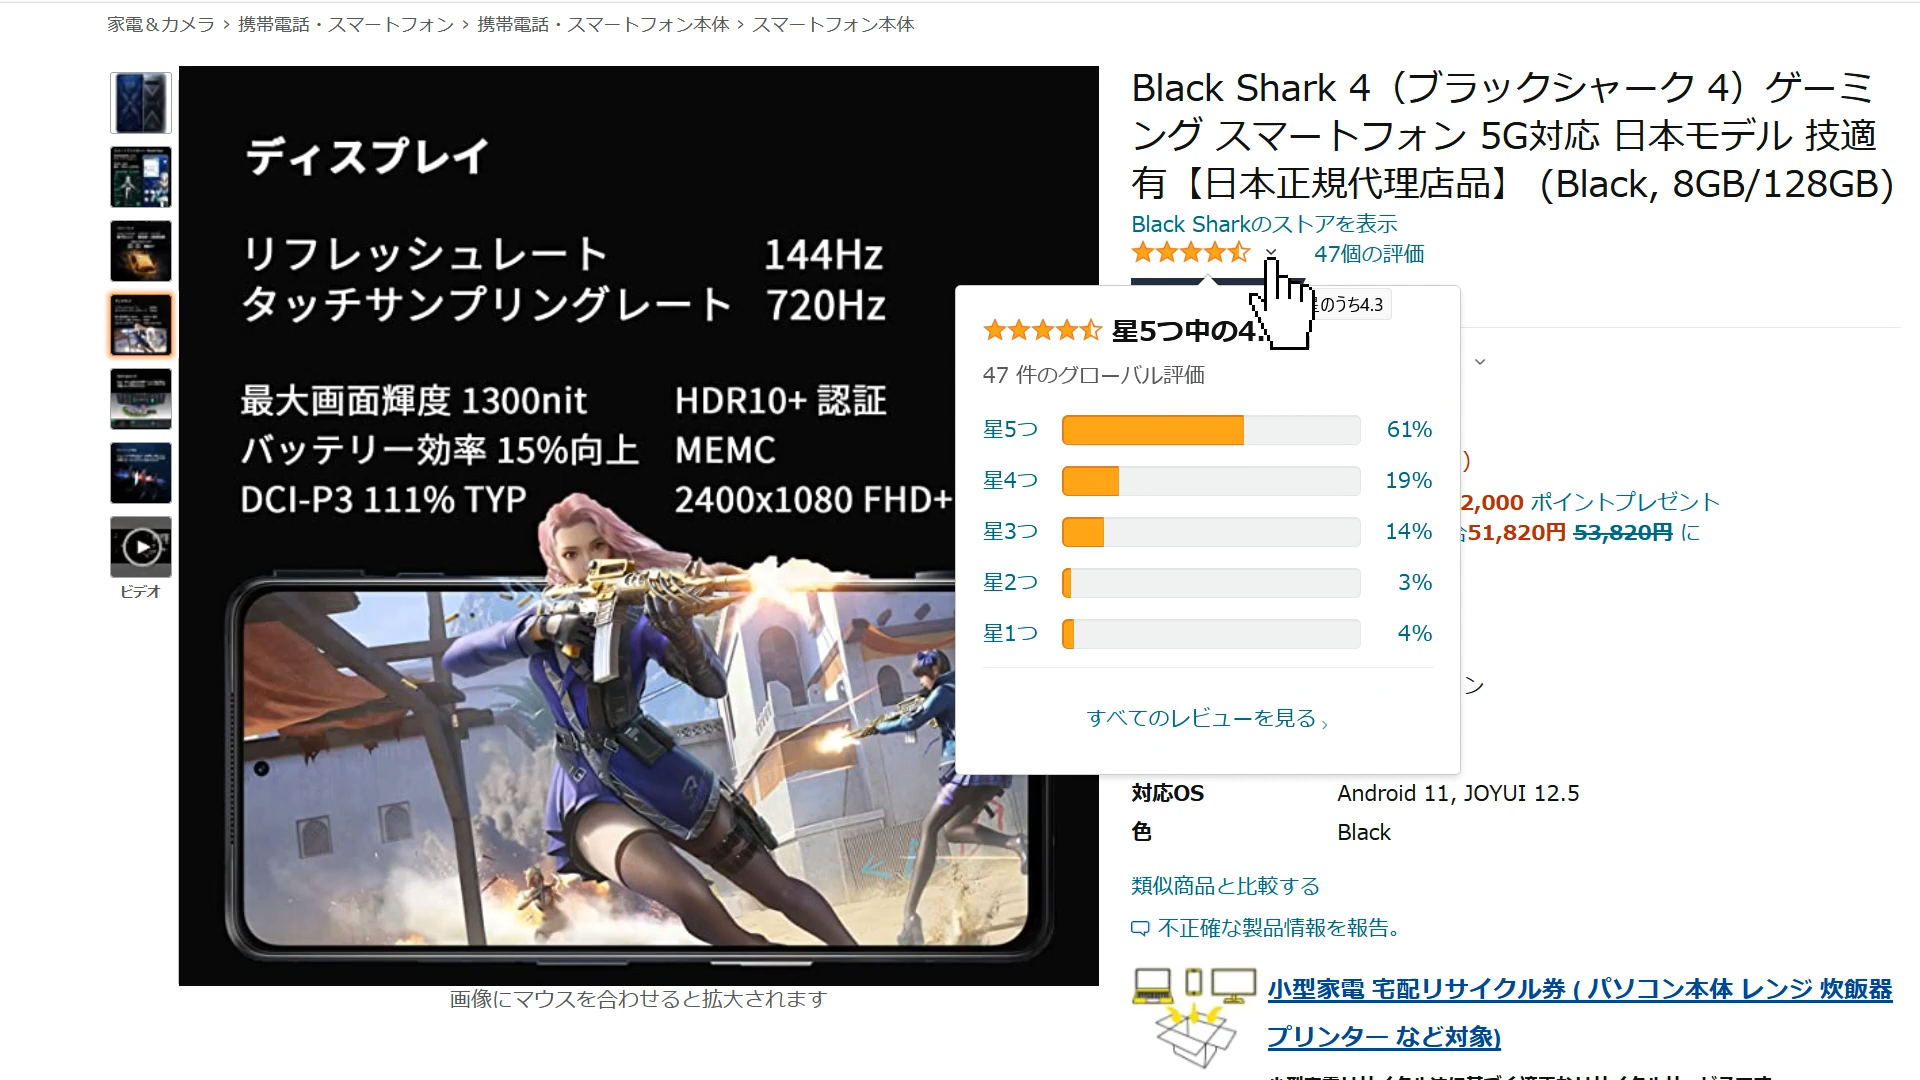 家電＆カメラ › 携帯電話・スマートフォン › 携帯電話・スマートフォン本体 › スマートフォン本体
ディスプレイ
リフレッシュレート 144Hz
タッチサンプリングレート 720Hz
最大画面輝度 1300nit HDR10+ 認証
バッテリー効率 15%向上 MEMC
DCI-P3 111% TYP 2400x1080 FHD+
ビデオ
画像にマウスを合わせると拡大されます
Black Shark 4（ブラックシャーク 4）ゲーミ
ング スマートフォン 5G対応 日本モデル 技適
有【日本正規代理店品】 (Black, 8GB/128GB)
Black Sharkのストアを表示
47個の評価
のうち4.3
星5つ中の4.
47 件のグローバル評価
星5つ 61%
星4つ 19%
星3つ 14%
星2つ 3%
星1つ 4%
すべてのレビューを見る ›
)
2,000 ポイントプレゼント
51,820円 53,820円 に
ン
対応OS Android 11, JOYUI 12.5
色 Black
類似商品と比較する
不正確な製品情報を報告。
小型家電 宅配リサイクル券 ( パソコン本体 レンジ 炊飯器
プリンター など対象)